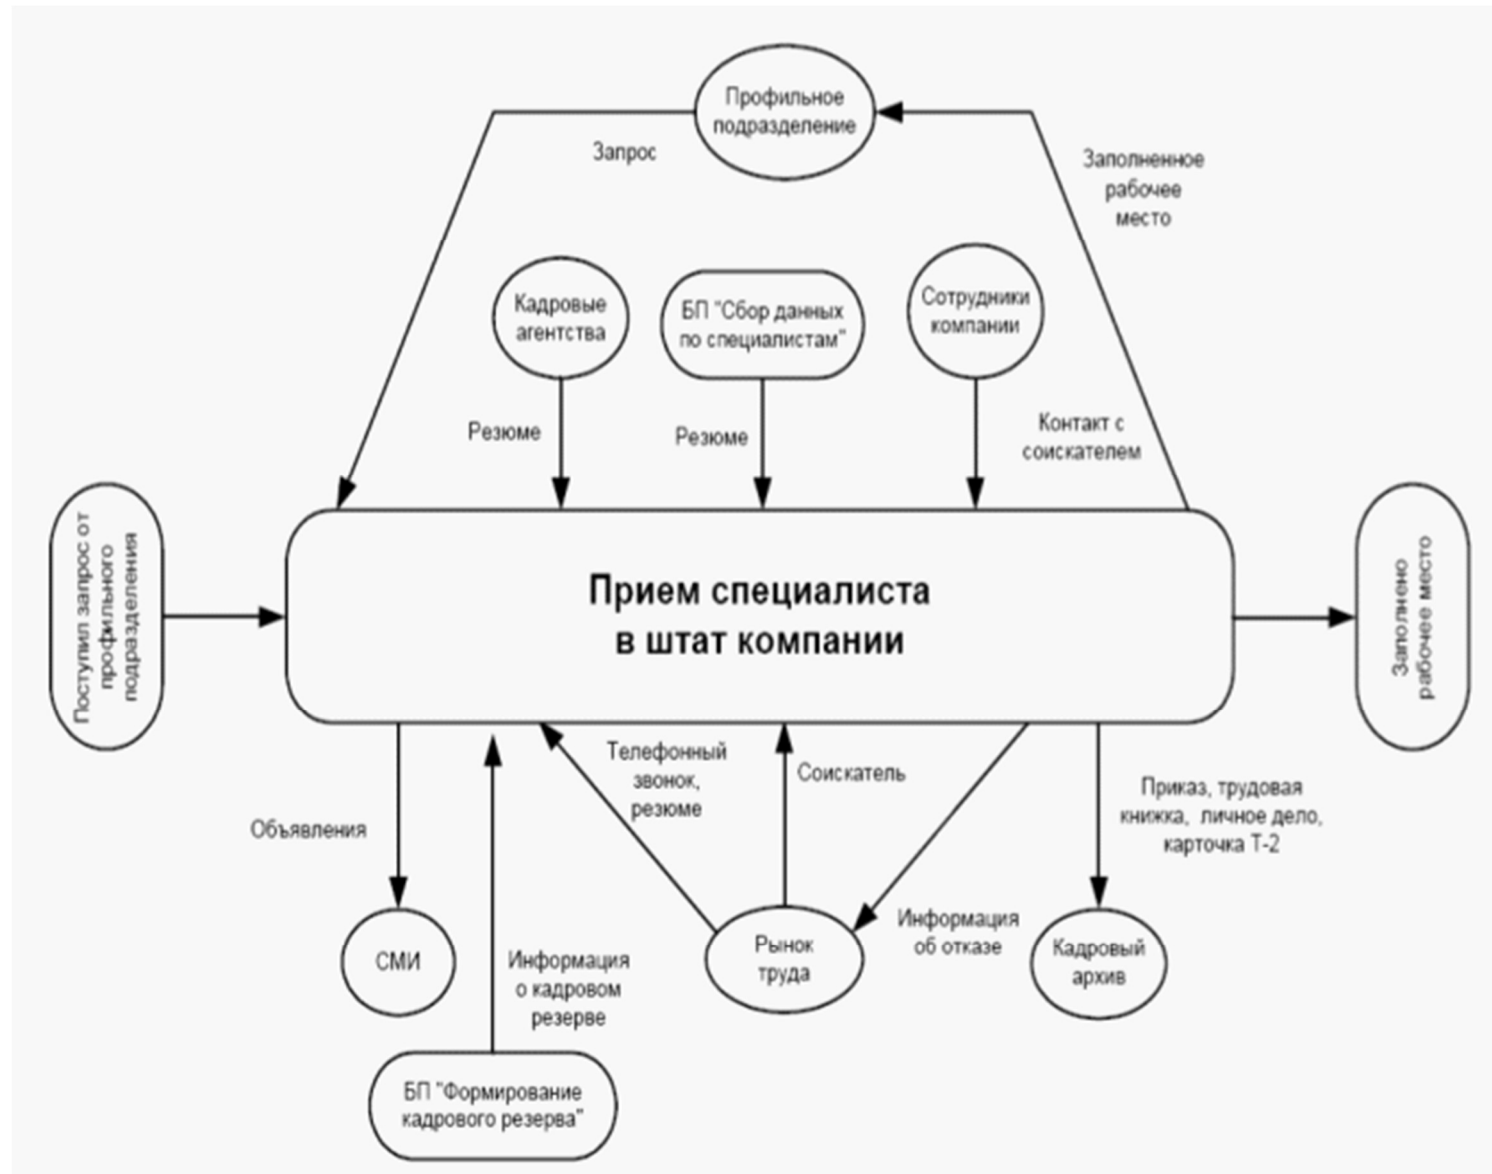 Профильное
подразделение
Запрос
Заполненное
рабочее
место
Кадровые
агентства
БП "Сбор данных
по специалистам"
Сотрудники
компании
Резюме
Резюме
Контакт с
соискателем
Поступил запрос от
профильного
подразделения
Прием специалиста
в штат компании
Заполнено
рабочее место
Телефонный
звонок,
резюме
Соискатель
Объявления
Приказ, трудовая
книжка, личное дело,
карточка Т-2
СМИ
Информация
о кадровом
резерве
Рынок
труда
Информация
об отказе
Кадровый
архив
БП "Формирование
кадрового резерва"